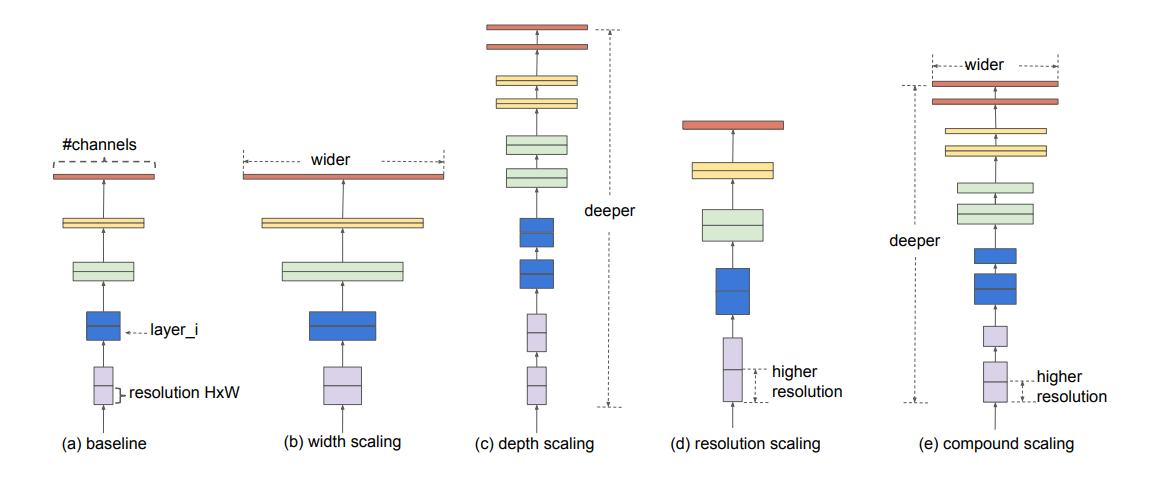 #channels
layer_i
resolution HxW
(a) baseline
wider
(b) width scaling
deeper
(c) depth scaling
higher
resolution
(d) resolution scaling
wider
deeper
higher
resolution
(e) compound scaling